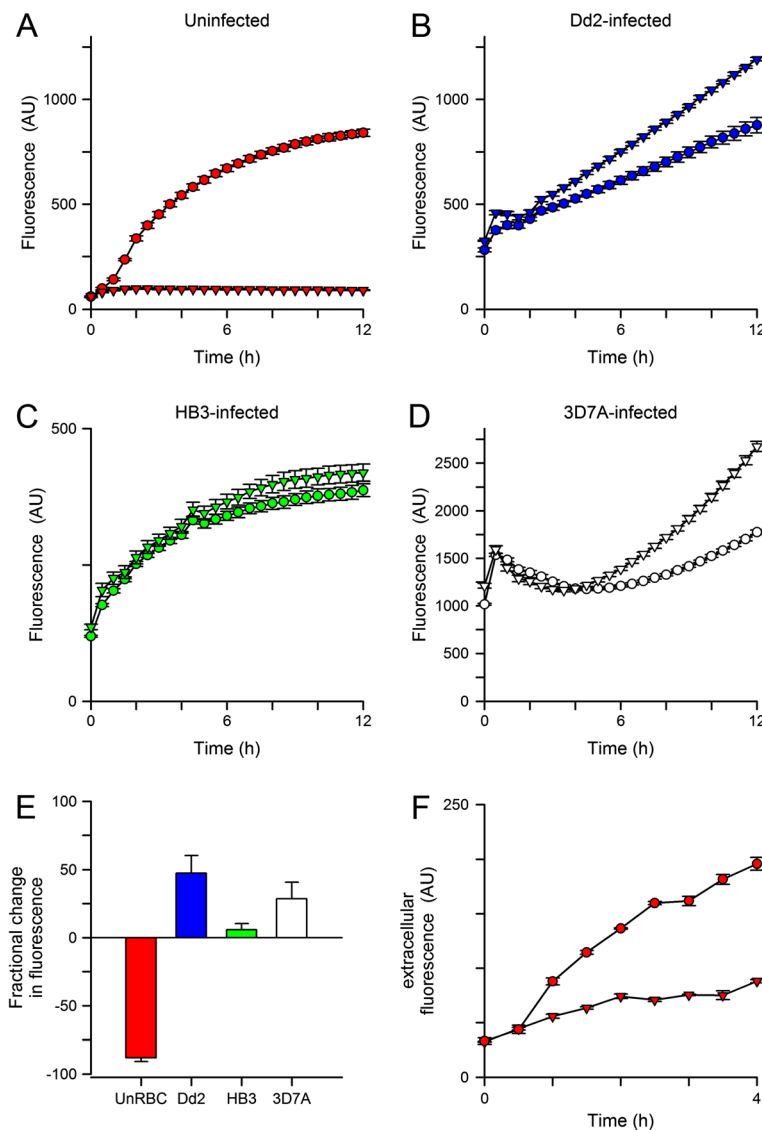 A
Uninfected
1000
500
0
Fluorescence (AU)
0
6
12
Time (h)
B
Dd2-infected
1000
500
0
Fluorescence (AU)
0
6
12
Time (h)
C
HB3-infected
500
0
Fluorescence (AU)
0
6
12
Time (h)
D
3D7A-infected
2500
2000
1500
1000
500
0
Fluorescence (AU)
0
6
12
Time (h)
E
100
50
0
-50
-100
Fractional change
in fluorescence
UnRBC Dd2 HB3 3D7A
F
250
0
extracellular
fluorescence (AU)
0
4
Time (h)